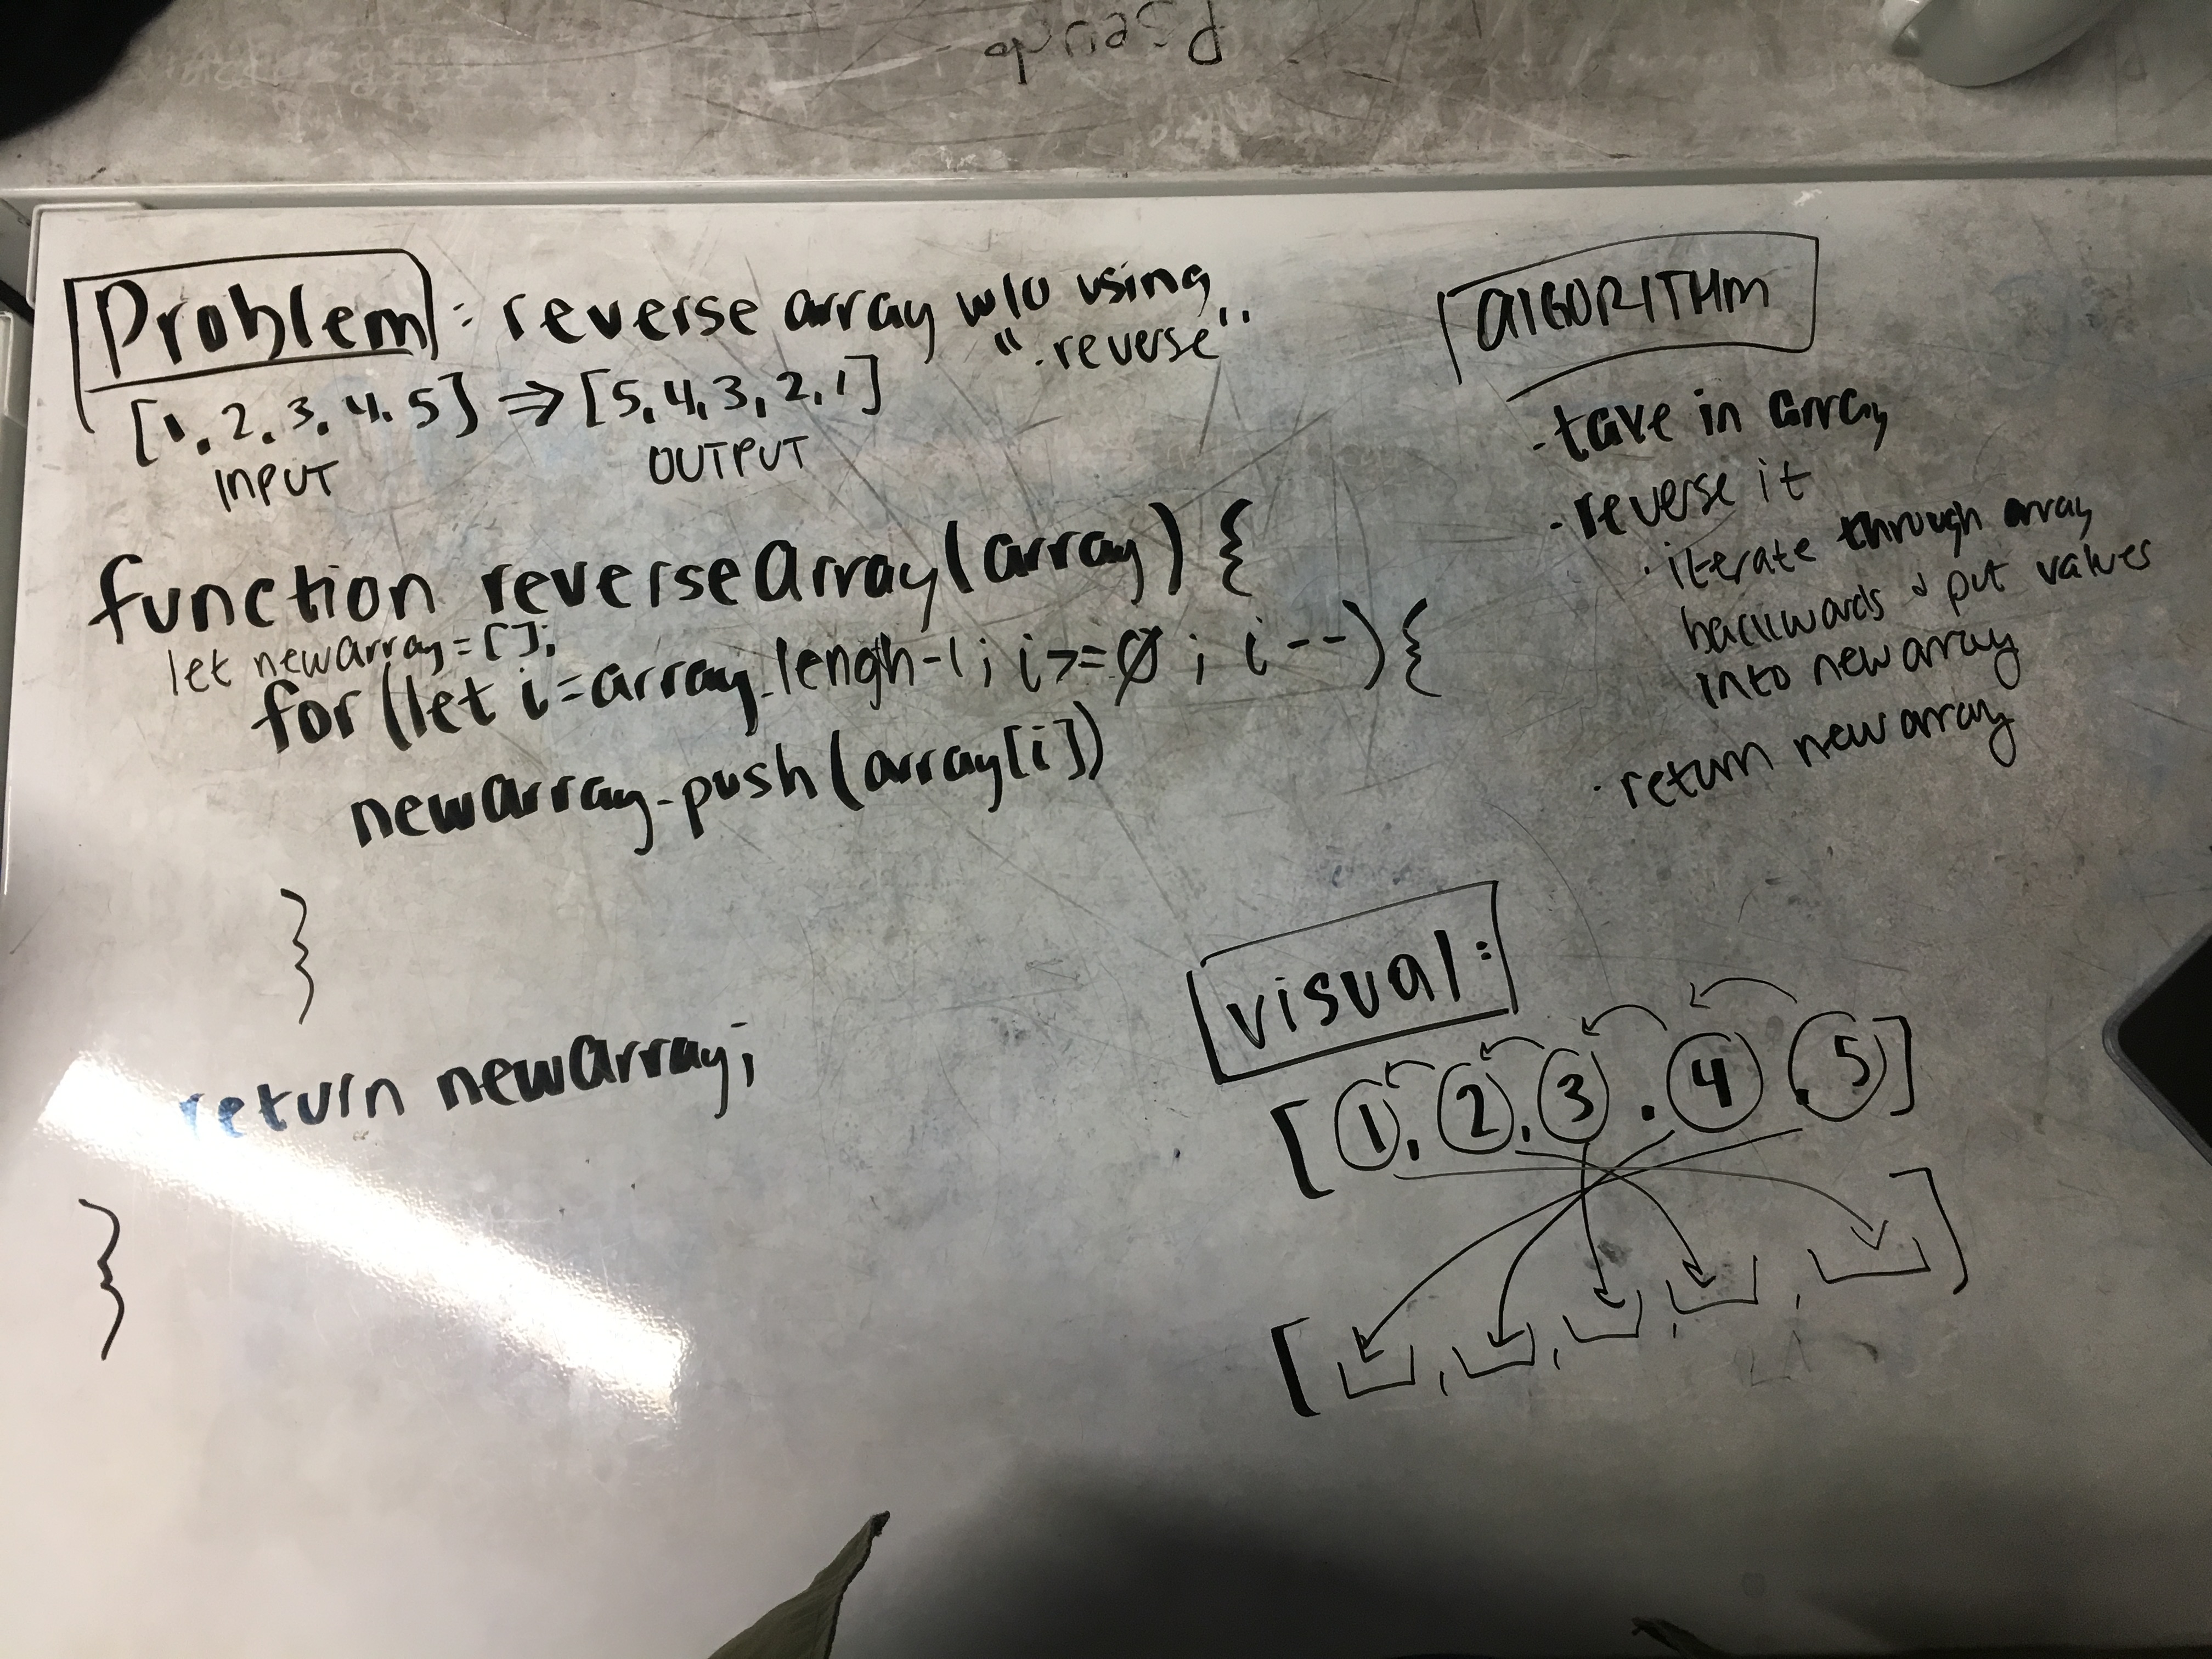 Pseudo
Problem : reverse array w/o using
".reverse"
[1, 2, 3, 4, 5] => [5, 4, 3, 2, 1]
INPUT
OUTPUT
function reverseArray(array) {
let newArray = [];
for (let i = array.lengh-1; i >= 0; i--) {
newArray.push(array[i])
}
return newArray;
}
ALGORITHM
- take in array
- reverse it
· iterate through array
backwards & put values
into new array
· return new array
visual:
[1, 2, 3, 4, 5]
[ , , , , ]